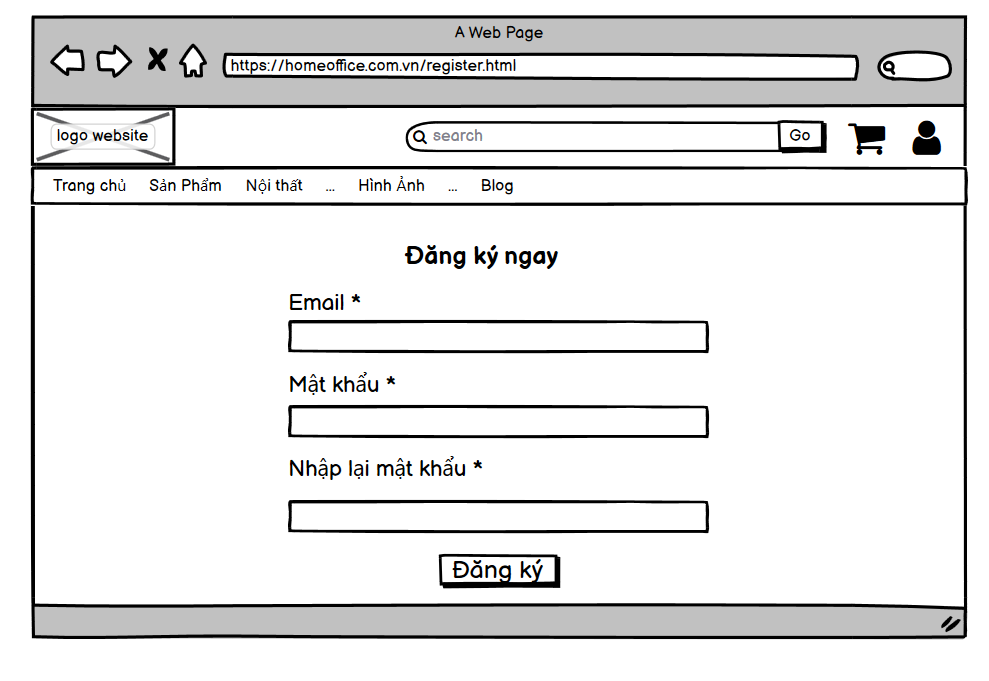 A Web Page
https://homeoffice.com.vn/register.html
logo website
search Go
Trang chủ Sản Phẩm Nội thất ... Hình Ảnh ... Blog
Đăng ký ngay
Email *
Mật khẩu *
Nhập lại mật khẩu *
Đăng ký